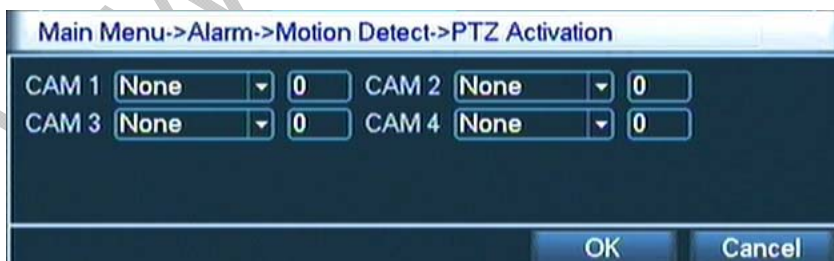 Main Menu->Alarm->Motion Detect->PTZ Activation
CAM 1 None 0 CAM 2 None 0
CAM 3 None 0 CAM 4 None 0
OK Cancel